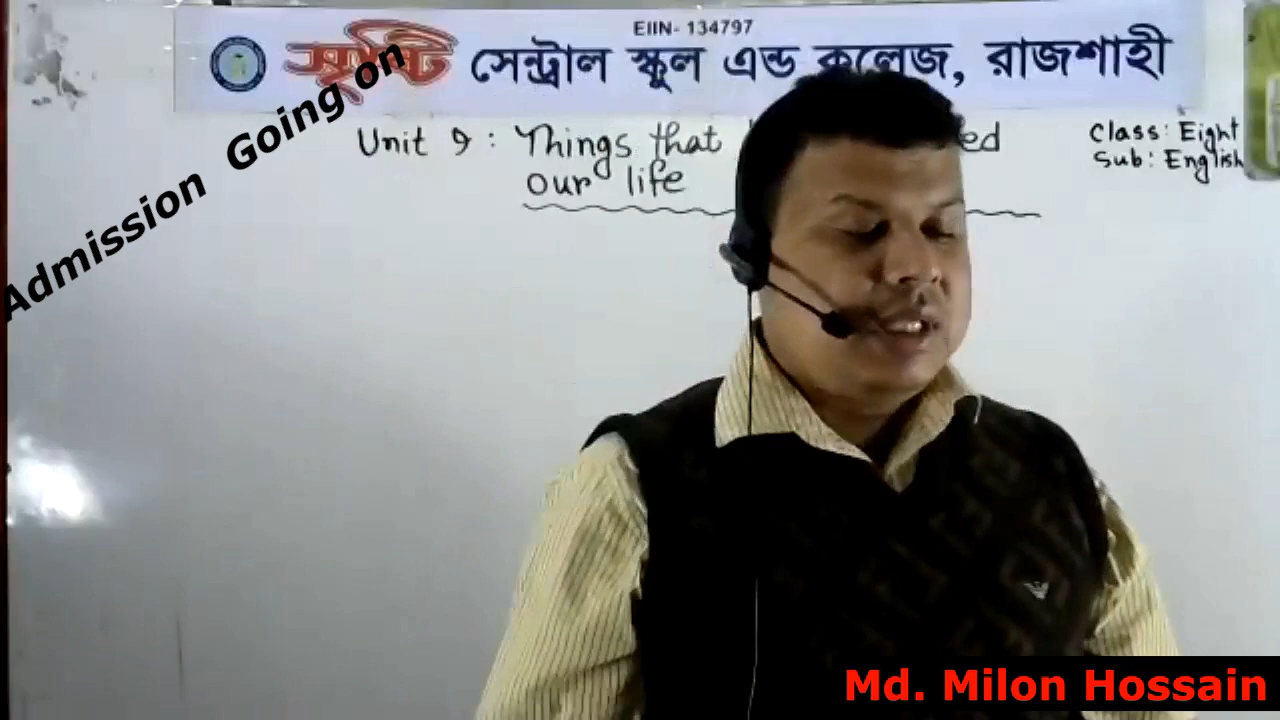 EIIN- 134797
সৃষ্টি সেন্ট্রাল স্কুল এন্ড কলেজ, রাজশাহী
Admission Going on
Unit 9 : Things that ed
our life
Class: Eight
Sub: English
Md. Milon Hossain